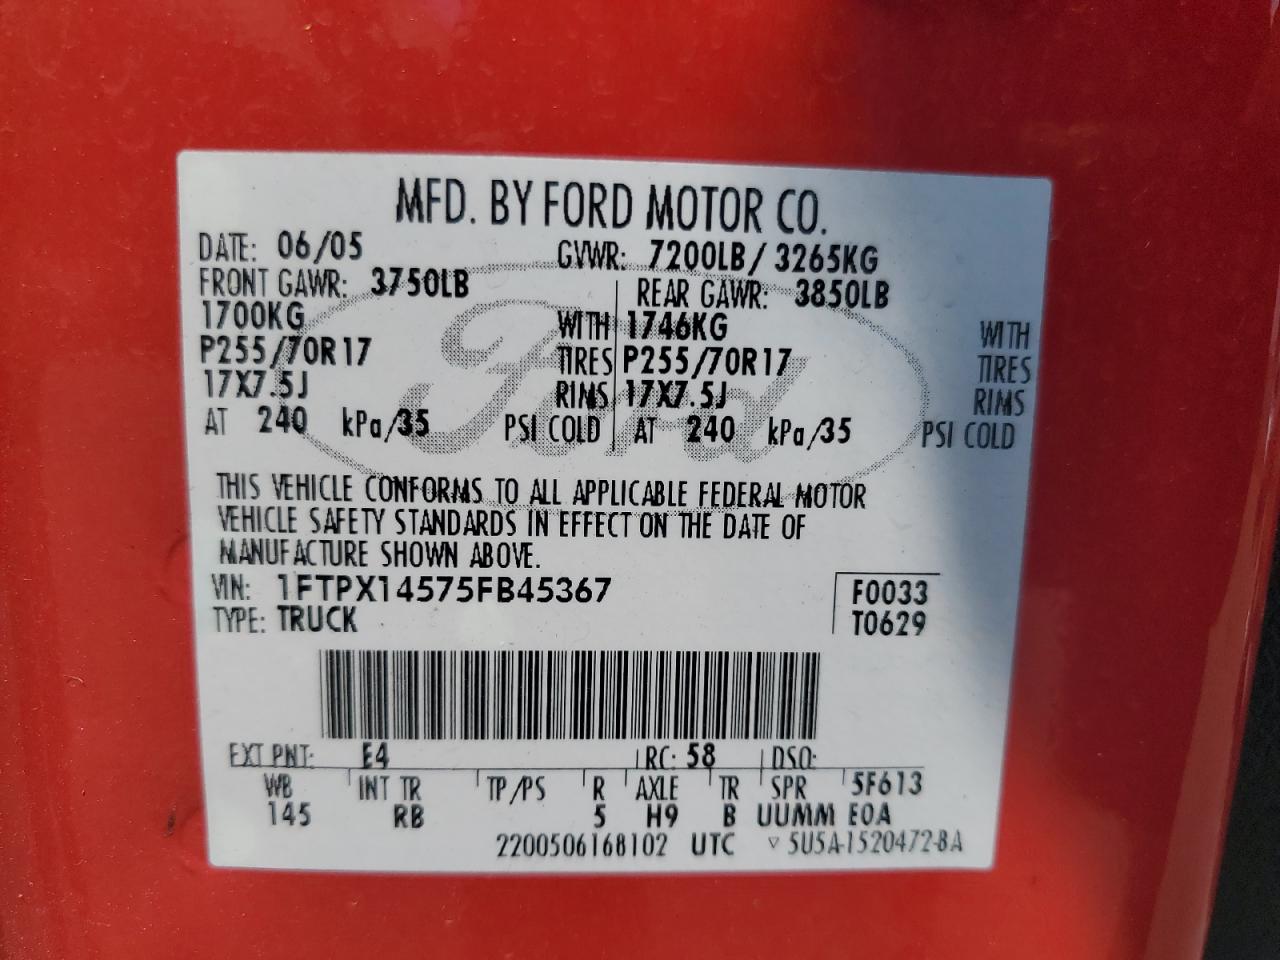 MFD. BY FORD MOTOR CO.
DATE: 06/05 GVWR: 7200LB/ 3265KG
FRONT GAWR: 3750LB REAR GAWR: 3850LB
1700KG WITH 1746KG WITH
P255/70R17 TIRES P255/70R17 TIRES
17X7.5J RIMS 17X7.5J RIMS
AT 240 kPa/35 PSI COLD AT 240 kPa/35 PSI COLD
Ford
THIS VEHICLE CONFORMS TO ALL APPLICABLE FEDERAL MOTOR
VEHICLE SAFETY STANDARDS IN EFFECT ON THE DATE OF
MANUFACTURE SHOWN ABOVE.
VIN: 1FTPX14575FB45367 F0033
TYPE: TRUCK T0629
EXT PNT: E4 RC: 58 DSO:
WB INT TR TP/PS R AXLE TR SPR 5F613
145 RB 5 H9 B UUMM E0A
2200506168102 UTC ▽ 5U5A-1520472-BA